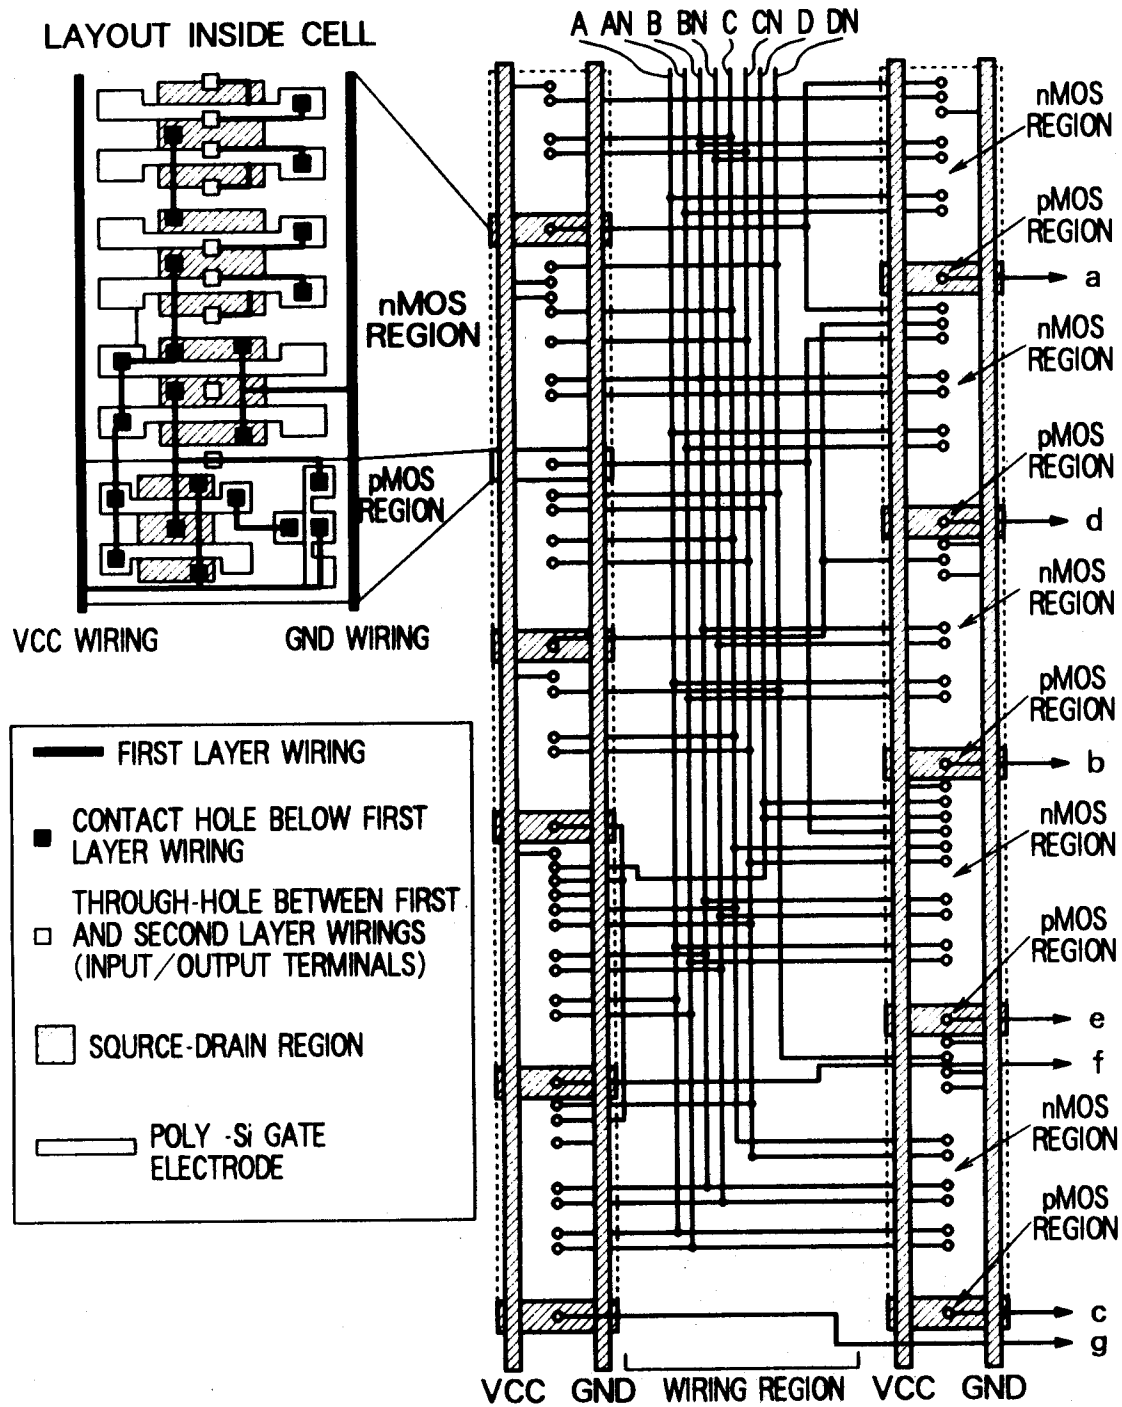 LAYOUT INSIDE CELL
A AN B BN C CN D DN
nMOS
REGION
pMOS
REGION
a
nMOS
REGION
nMOS
REGION
pMOS
REGION
pMOS
REGION
d
nMOS
REGION
VCC WIRING
GND WIRING
pMOS
REGION
b
FIRST LAYER WIRING
CONTACT HOLE BELOW FIRST
LAYER WIRING
THROUGH-HOLE BETWEEN FIRST
AND SECOND LAYER WIRINGS
(INPUT/OUTPUT TERMINALS)
SOURCE-DRAIN REGION
POLY -Si GATE
ELECTRODE
nMOS
REGION
pMOS
REGION
e
f
nMOS
REGION
pMOS
REGION
c
g
VCC GND WIRING REGION VCC GND